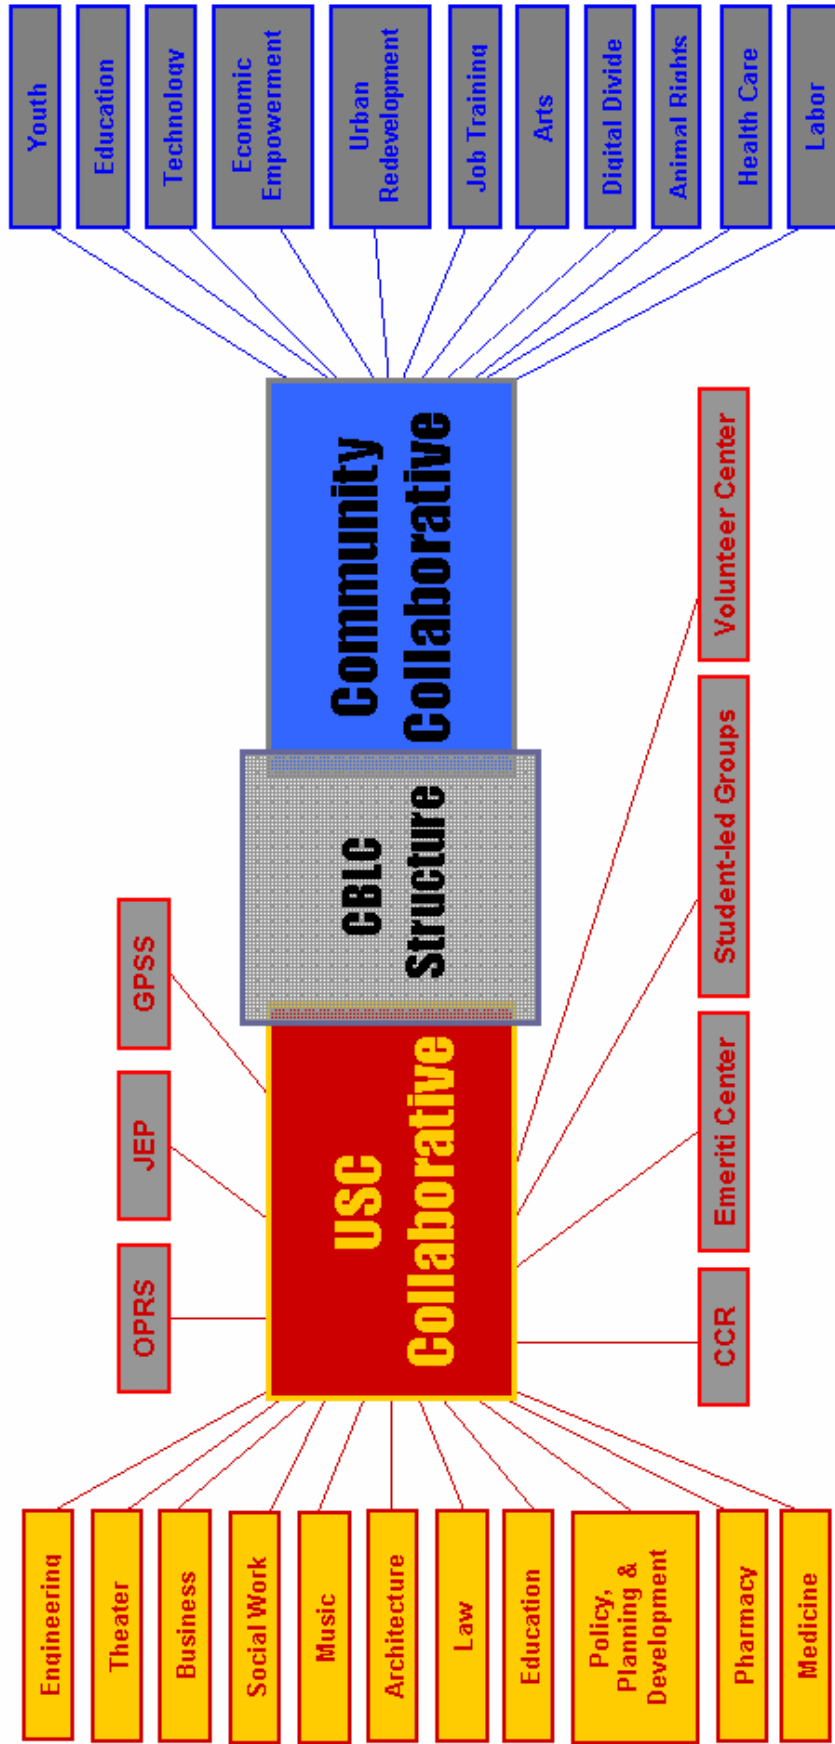 Engineering
Theater
Business
Social Work
Music
Architecture
Law
Education
Policy,
Planning &
Development
Pharmacy
Medicine
OPRS
JEP
GPSS
USC
Collaborative
CBLC
Structure
Community
Collaborative
CCR
Emeriti Center
Student-led Groups
Volunteer Center
Youth
Education
Technology
Economic
Empowerment
Urban
Redevelopment
Job Training
Arts
Digital Divide
Animal Rights
Health Care
Labor